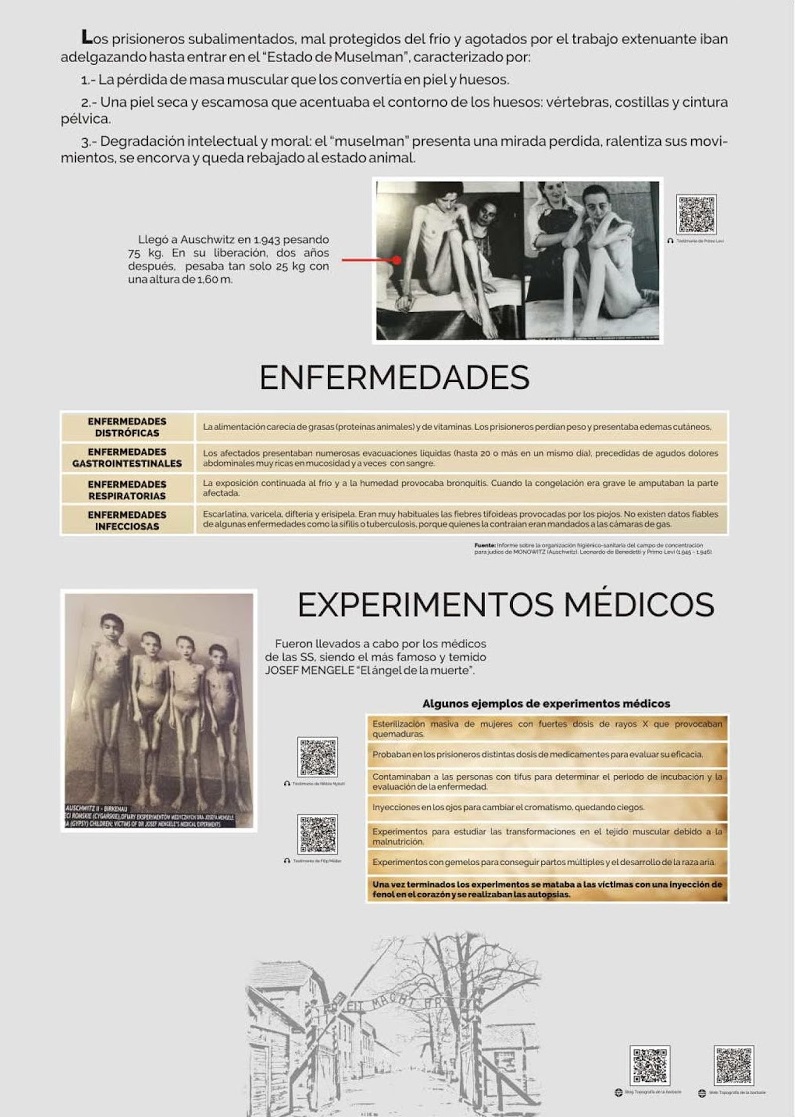 Los prisioneros subalimentados, mal protegidos del frío y agotados por el trabajo extenuante iban
adelgazando hasta entrar en el “Estado de Muselman”, caracterizado por:
1.- La pérdida de masa muscular que los convertía en piel y huesos.
2.- Una piel seca y escamosa que acentuaba el contorno de los huesos: vértebras, costillas y cintura
pélvica.
3.- Degradación intelectual y moral: el “muselman” presenta una mirada perdida, ralentiza sus movi-
mientos, se encorva y queda rebajado al estado animal.
Llegó a Auschwitz en 1.943 pesando
75 kg. En su liberación, dos años
después, pesaba tan solo 25 kg con
una altura de 1,60 m.
Testimonio de Primo Levi
ENFERMEDADES
ENFERMEDADES
DISTRÓFICAS
La alimentación carecía de grasas (proteínas animales) y de vitaminas. Los prisioneros perdían peso y presentaba edemas cutáneos.
ENFERMEDADES
GASTROINTESTINALES
Los afectados presentaban numerosas evacuaciones líquidas (hasta 20 o más en un mismo día), precedidas de agudos dolores
abdominales muy ricas en mucosidad y a veces con sangre.
ENFERMEDADES
RESPIRATORIAS
La exposición continuada al frío y a la humedad provocaba bronquitis. Cuando la congelación era grave le amputaban la parte
afectada.
ENFERMEDADES
INFECCIOSAS
Escarlatina, varicela, difteria y erisipela. Eran muy habituales las fiebres tifoideas provocadas por los piojos. No existen datos fiables
de algunas enfermedades como la sífilis o tuberculosis, porque quienes la contraían eran mandados a las cámaras de gas.
Fuente: Informe sobre la organización higiénico-sanitaria del campo de concentración
para judíos de MONOWITZ (Auschwitz). Leonardo de Benedetti y Primo Levi (1.945 - 1.946)
EXPERIMENTOS MÉDICOS
Fueron llevados a cabo por los médicos
de las SS, siendo el más famoso y temido
JOSEF MENGELE “El ángel de la muerte”.
AUSCHWITZ II - BIRKENAU
ECI ROMSKIE (CYGAŃSKIE), OFIARY EKSPERYMENTÓW MEDYCZNYCH DRA JOSEFA MENGELE
A (GYPSY) CHILDREN; VICTIMS OF DR JOSEF MENGELE'S MEDICAL EXPERIMENTS
Algunos ejemplos de experimentos médicos
Esterilización masiva de mujeres con fuertes dosis de rayos X que provocaban
quemaduras.
Probaban en los prisioneros distintas dosis de medicamentes para evaluar su eficacia.
Contaminaban a las personas con tifus para determinar el periodo de incubación y la
evaluación de la enfermedad.
Inyecciones en los ojos para cambiar el cromatismo, quedando ciegos.
Experimentos para estudiar las transformaciones en el tejido muscular debido a la
malnutrición.
Experimentos con gemelos para conseguir partos múltiples y el desarrollo de la raza aria.
Una vez terminados los experimentos se mataba a las víctimas con una inyección de
fenol en el corazón y se realizaban las autopsias.
Testimonio de Miklós Nyiszli
Testimonio de Filip Müller
EIT MACHT FR
Blog Topografía de la barbarie
Web Topografía de la barbarie